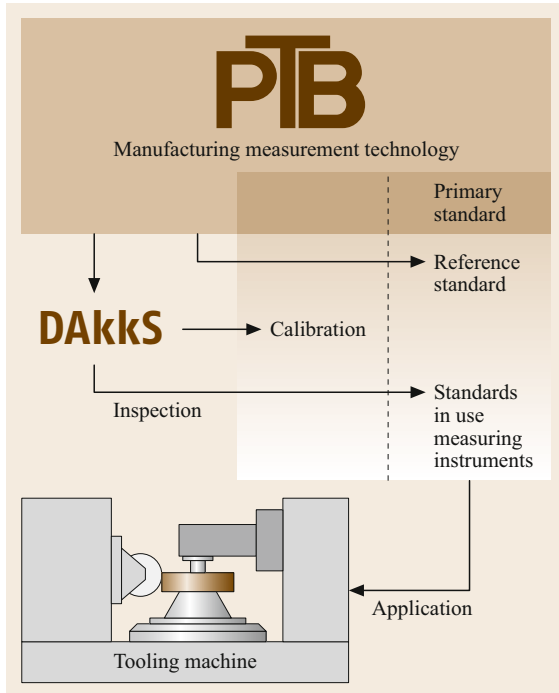 PTB
Manufacturing measurement technology
Primary
standard
Reference
standard
DAkkS
Calibration
Inspection
Standards
in use
measuring
instruments
Application
Tooling machine